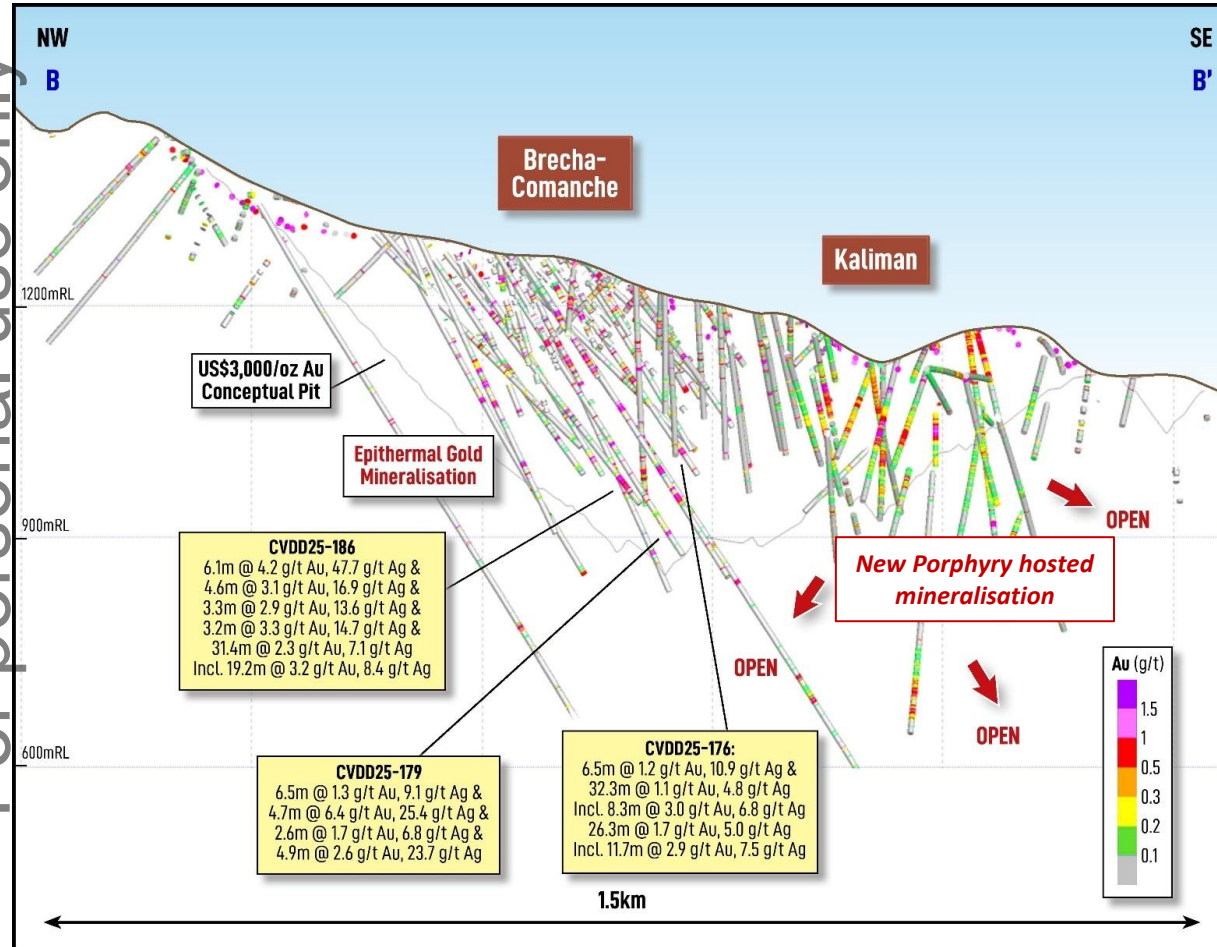 NW
B
SE
B'
Brecha-
Comanche
Kaliman
1200mRL
US$3,000/oz Au
Conceptual Pit
Epithermal Gold
Mineralisation
900mRL
OPEN
CVDD25-186
6.1m @ 4.2 g/t Au, 47.7 g/t Ag &
4.6m @ 3.1 g/t Au, 16.9 g/t Ag &
3.3m @ 2.9 g/t Au, 13.6 g/t Ag &
3.2m @ 3.3 g/t Au, 14.7 g/t Ag &
31.4m @ 2.3 g/t Au, 7.1 g/t Ag
Incl. 19.2m @ 3.2 g/t Au, 8.4 g/t Ag
New Porphyry hosted
mineralisation
OPEN
OPEN
Au (g/t)
1.5
1
0.5
0.3
0.2
0.1
600mRL
CVDD25-179
6.5m @ 1.3 g/t Au, 9.1 g/t Ag &
4.7m @ 6.4 g/t Au, 25.4 g/t Ag &
2.6m @ 1.7 g/t Au, 6.8 g/t Ag &
4.9m @ 2.6 g/t Au, 23.7 g/t Ag
CVDD25-176:
6.5m @ 1.2 g/t Au, 10.9 g/t Ag &
32.3m @ 1.1 g/t Au, 4.8 g/t Ag
Incl. 8.3m @ 3.0 g/t Au, 6.8 g/t Ag
26.3m @ 1.7 g/t Au, 5.0 g/t Ag
Incl. 11.7m @ 2.9 g/t Au, 7.5 g/t Ag
1.5km